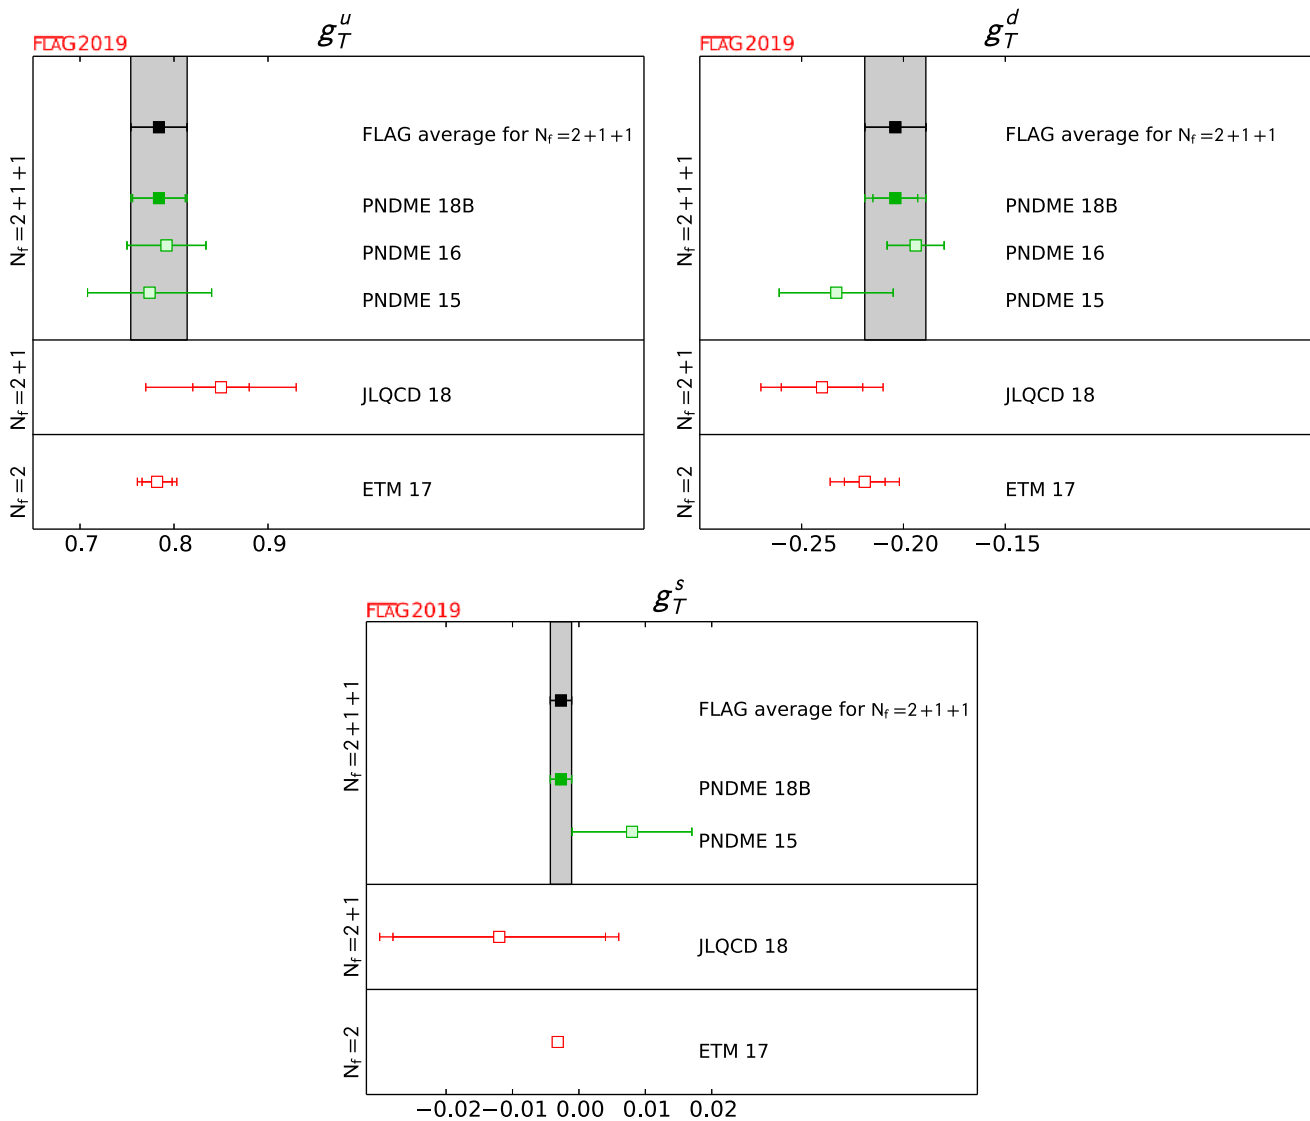 FLAG2019
g_T^u
N_f=2+1+1
FLAG average for N_f=2+1+1
PNDME 18B
PNDME 16
PNDME 15
N_f=2+1
JLQCD 18
N_f=2
ETM 17
0.7 0.8 0.9
FLAG2019
g_T^d
N_f=2+1+1
FLAG average for N_f=2+1+1
PNDME 18B
PNDME 16
PNDME 15
N_f=2+1
JLQCD 18
N_f=2
ETM 17
−0.25 −0.20 −0.15
FLAG2019
g_T^s
N_f=2+1+1
FLAG average for N_f=2+1+1
PNDME 18B
PNDME 15
N_f=2+1
JLQCD 18
N_f=2
ETM 17
−0.02 −0.01 0.00 0.01 0.02